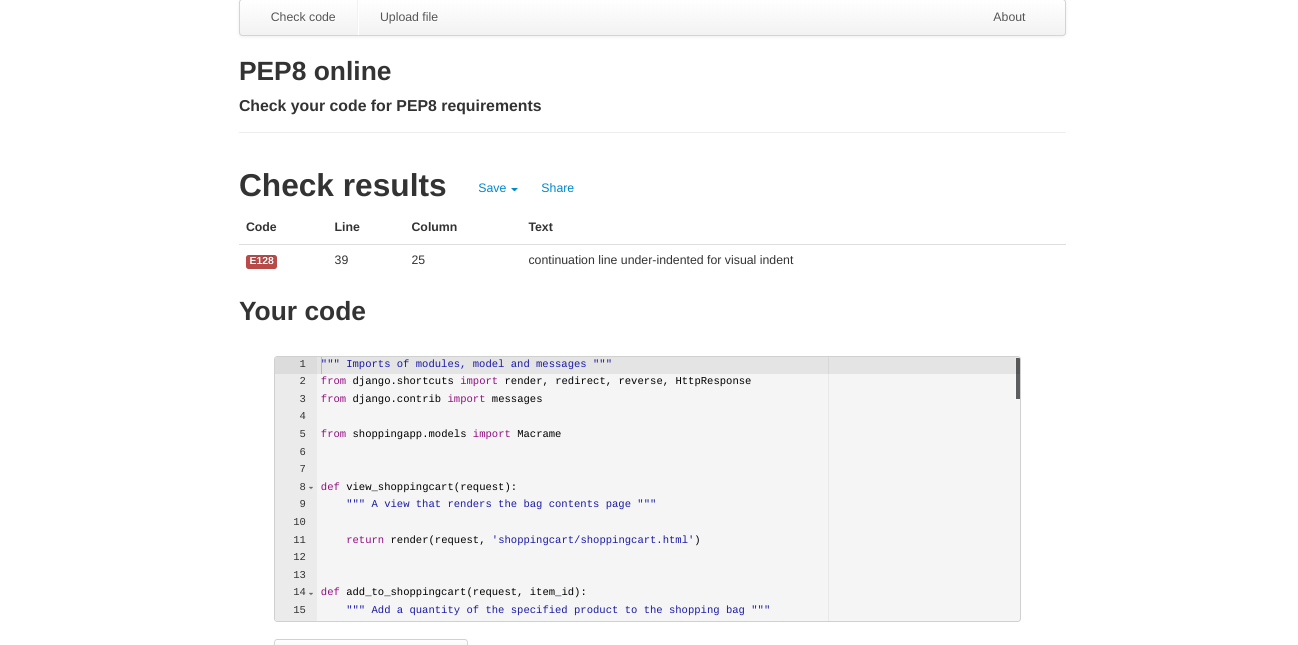 Check code Upload file About
PEP8 online
Check your code for PEP8 requirements
Check results Save Share
Code Line Column Text
E128 39 25 continuation line under-indented for visual indent
Your code
1 """ Imports of modules, model and messages """
2 from django.shortcuts import render, redirect, reverse, HttpResponse
3 from django.contrib import messages
4
5 from shoppingapp.models import Macrame
6
7
8 def view_shoppingcart(request):
9     """ A view that renders the bag contents page """
10
11     return render(request, 'shoppingcart/shoppingcart.html')
12
13
14 def add_to_shoppingcart(request, item_id):
15     """ Add a quantity of the specified product to the shopping bag """